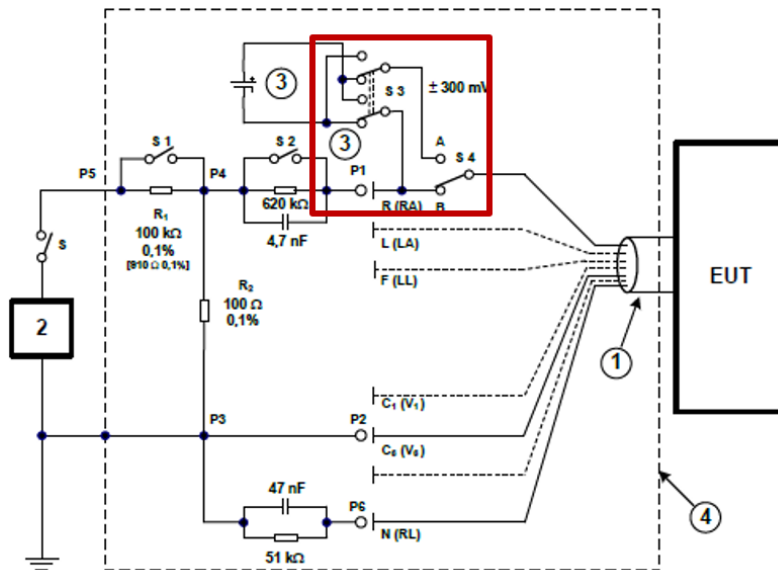 3
S 3
± 300 mV
3
S 1
S 2
A
S 4
P5
P4
P1
B
R (RA)
R₁
100 kΩ
0,1%
[910 Ω 0,1%]
620 kΩ
4,7 nF
L (LA)
F (LL)
S
R₂
100 Ω
0,1%
2
EUT
1
C₁ (V₁)
P3
P2
C₆ (V₆)
47 nF
P6
N (RL)
51 kΩ
4